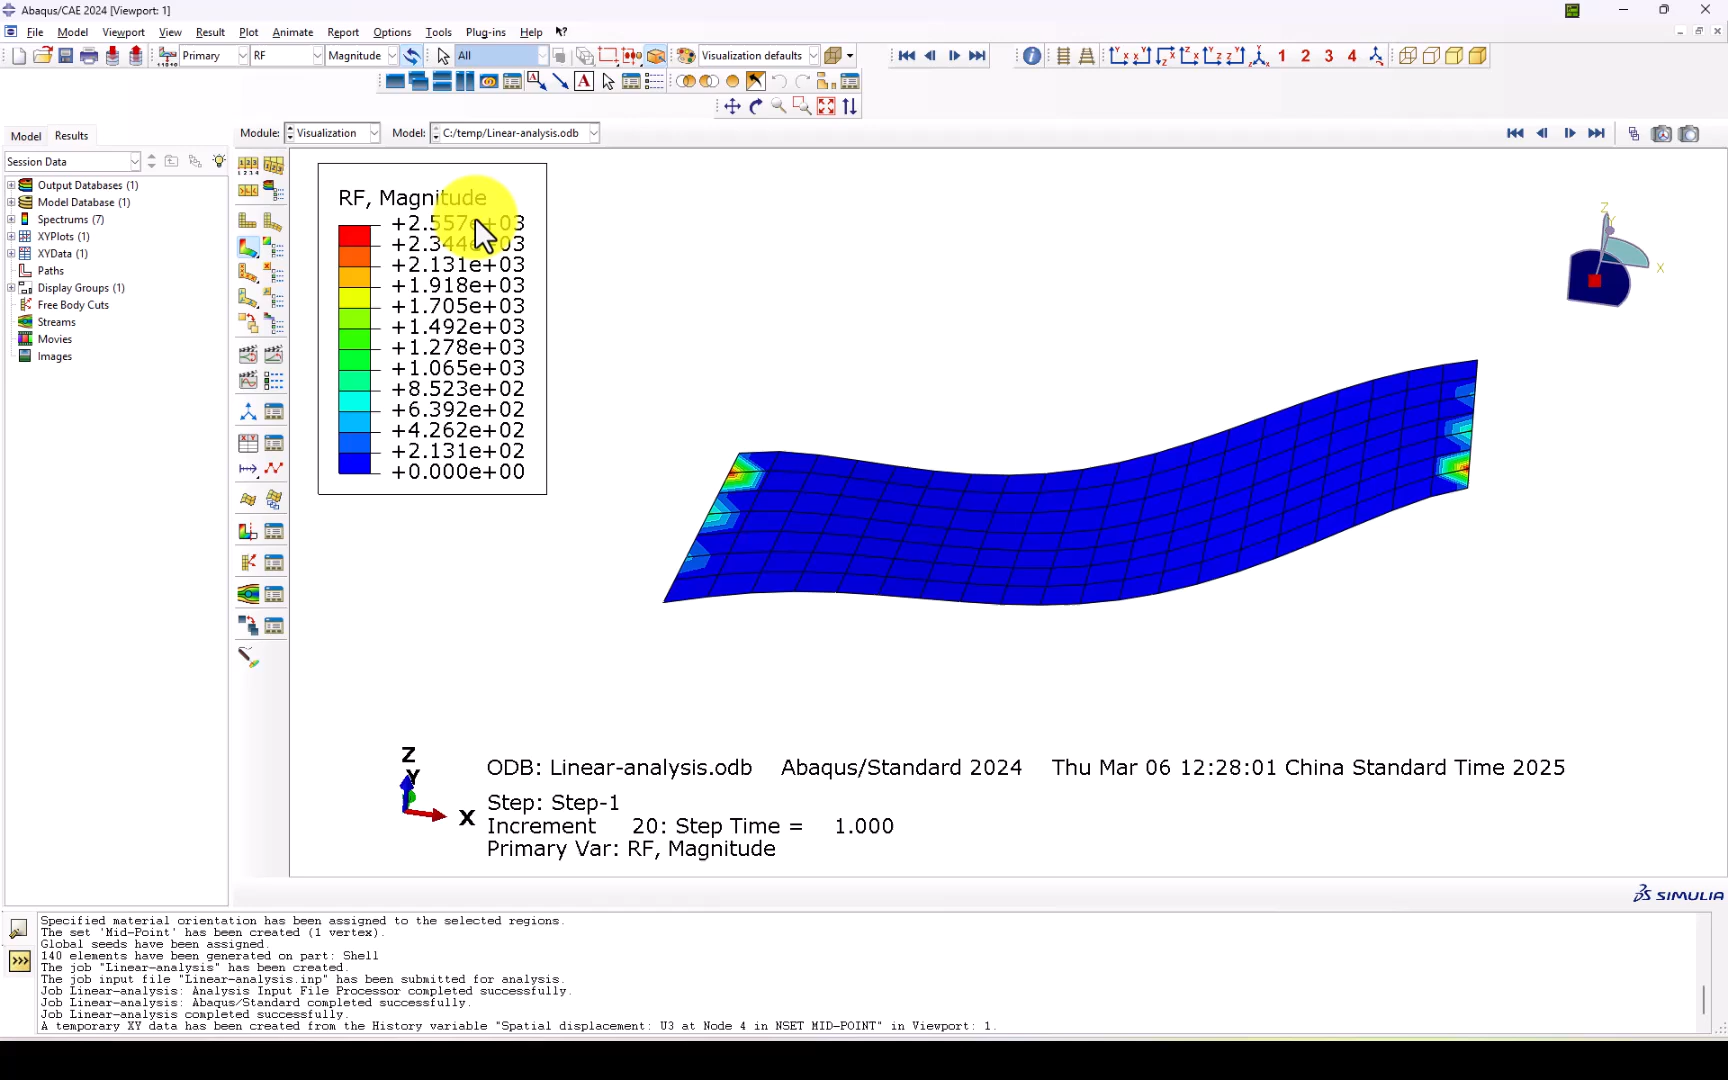 Abaqus/CAE 2024 [Viewport: 1]
File Model Viewport View Result Plot Animate Report Options Tools Plug-ins Help
Primary RF Magnitude All Visualization defaults 1 2 3 4
Model Results Module: Visualization Model: C:/temp/Linear-analysis.odb
Session Data
Output Databases (1)
Model Database (1)
Spectrums (7)
XYPlots (1)
XYData (1)
Paths
Display Groups (1)
Free Body Cuts
Streams
Movies
Images
RF, Magnitude
+2.557e+03
+2.344e+03
+2.131e+03
+1.918e+03
+1.705e+03
+1.492e+03
+1.278e+03
+1.065e+03
+8.523e+02
+6.392e+02
+4.262e+02
+2.131e+02
+0.000e+00
Z
Y
X
Z
Y
X
ODB: Linear-analysis.odb Abaqus/Standard 2024 Thu Mar 06 12:28:01 China Standard Time 2025
Step: Step-1
Increment 20: Step Time = 1.000
Primary Var: RF, Magnitude
SIMULIA
Specified material orientation has been assigned to the selected regions.
The set 'Mid-Point' has been created (1 vertex).
Global seeds have been assigned.
140 elements have been generated on part: Shell
The job "Linear-analysis" has been created.
The job input file "Linear-analysis.inp" has been submitted for analysis.
Job Linear-analysis: Analysis Input File Processor completed successfully.
Job Linear-analysis: Abaqus/Standard completed successfully.
Job Linear-analysis completed successfully.
A temporary XY data has been created from the History variable "Spatial displacement: U3 at Node 4 in NSET MID-POINT" in Viewport: 1.